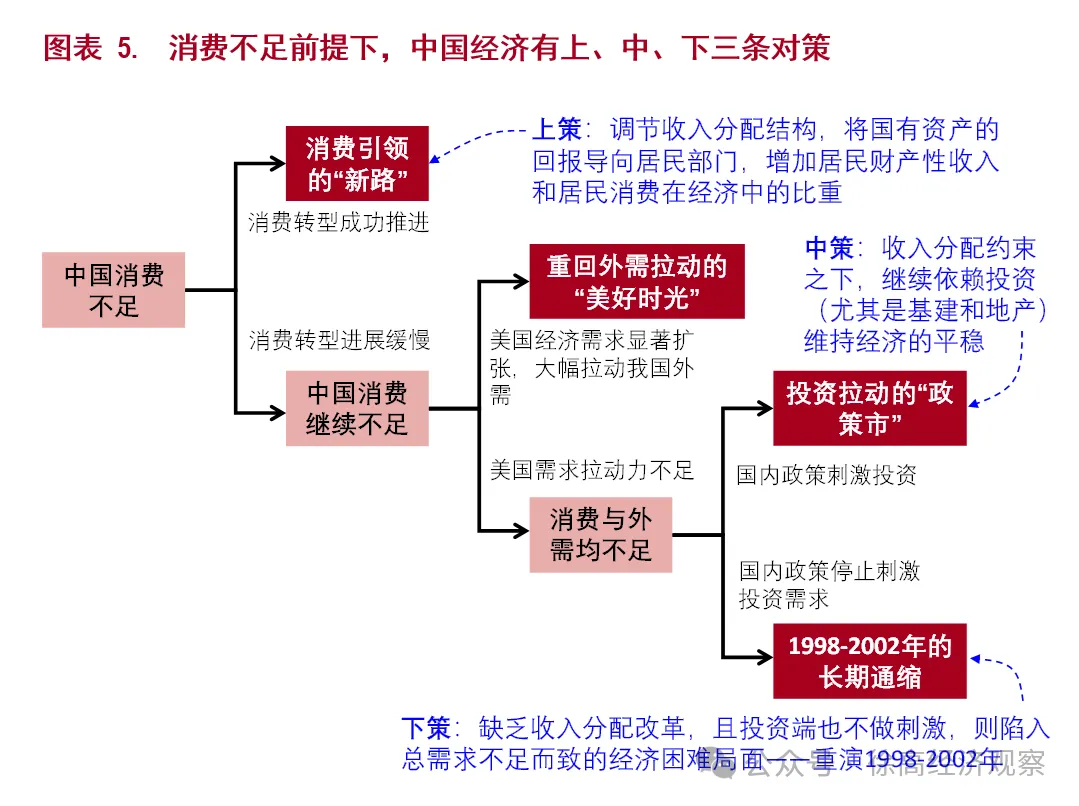 图表 5. 消费不足前提下，中国经济有上、中、下三条对策
上策：调节收入分配结构，将国有资产的
回报导向居民部门，增加居民财产性收入
和居民消费在经济中的比重
消费引领
的“新路”
消费转型成功推进
中国消费
不足
消费转型进展缓慢
中国消费
继续不足
重回外需拉动的
“美好时光”
美国经济需求显著扩
张，大幅拉动我国外
需
中策：收入分配约束
之下，继续依赖投资
（尤其是基建和地产）
维持经济的平稳
投资拉动的“政
策市”
美国需求拉动力不足
国内政策刺激投资
消费与外
需均不足
国内政策停止刺激
投资需求
1998-2002年的
长期通缩
下策：缺乏收入分配改革，且投资端也不做刺激，则陷入
总需求不足而致的经济困难局面——重演1998-2002年
公众号 徐高经济观察